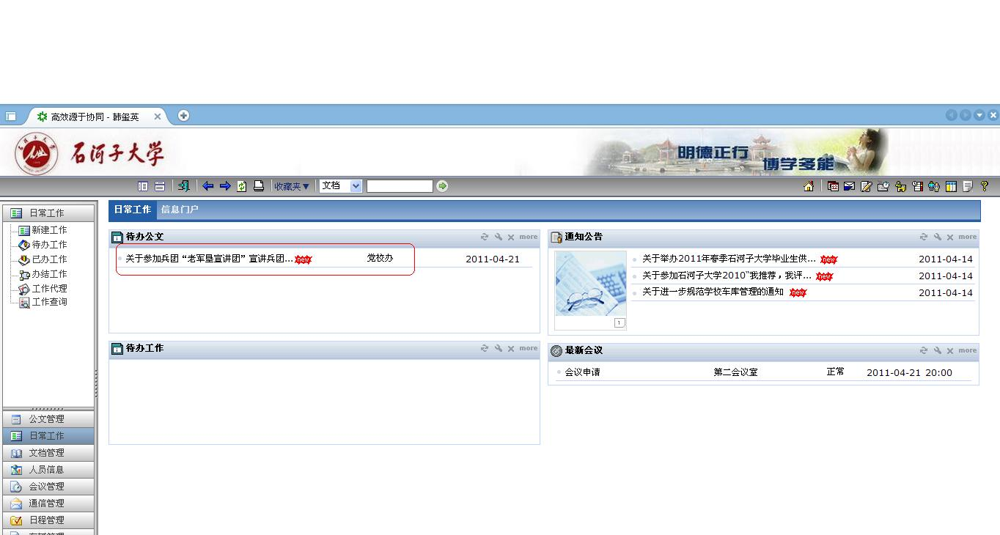 高效源于协同 - 韩玺英
石河子大学
明德正行
博学多能
收藏夹▼
文档
日常工作
新建工作
待办工作
已办工作
办结工作
工作代理
工作查询
公文管理
日常工作
文档管理
人员信息
会议管理
通信管理
日程管理
日常工作 信息门户
待办公文 more
关于参加兵团“老军垦宣讲团”宣讲兵团... new 党校办 2011-04-21
待办工作 more
通知公告 more
1
关于举办2011年春季石河子大学毕业生供... new 2011-04-14
关于参加石河子大学2010“我推荐，我评... new 2011-04-14
关于进一步规范学校车库管理的通知 new 2011-04-14
最新会议 more
会议申请 第二会议室 正常 2011-04-21 20:00